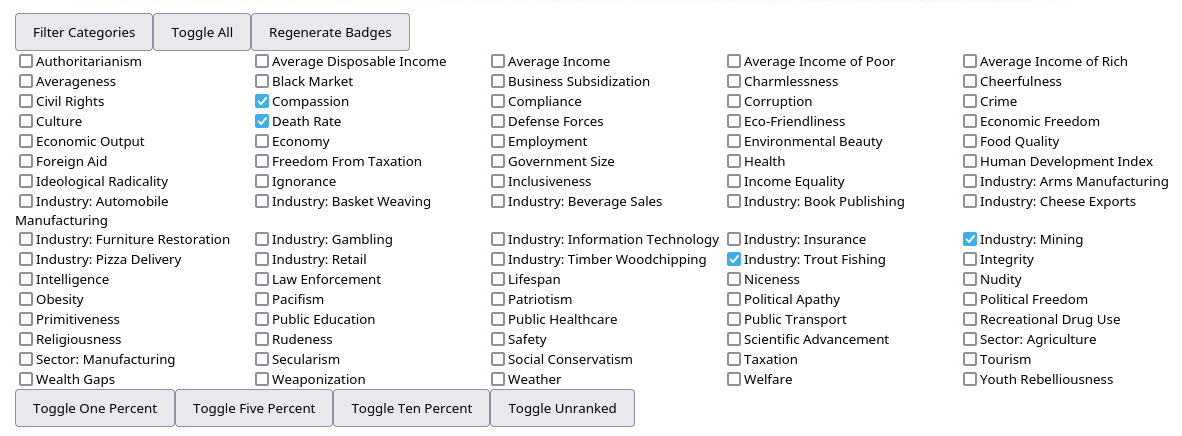 Filter Categories Toggle All Regenerate Badges
Authoritarianism Average Disposable Income Average Income Average Income of Poor Average Income of Rich
Averageness Black Market Business Subsidization Charmlessness Cheerfulness
Civil Rights Compassion Compliance Corruption Crime
Culture Death Rate Defense Forces Eco-Friendliness Economic Freedom
Economic Output Economy Employment Environmental Beauty Food Quality
Foreign Aid Freedom From Taxation Government Size Health Human Development Index
Ideological Radicality Ignorance Inclusiveness Income Equality Industry: Arms Manufacturing
Industry: Automobile Industry: Basket Weaving Industry: Beverage Sales Industry: Book Publishing Industry: Cheese Exports
Manufacturing
Industry: Furniture Restoration Industry: Gambling Industry: Information Technology Industry: Insurance Industry: Mining
Industry: Pizza Delivery Industry: Retail Industry: Timber Woodchipping Industry: Trout Fishing Integrity
Intelligence Law Enforcement Lifespan Niceness Nudity
Obesity Pacifism Patriotism Political Apathy Political Freedom
Primitiveness Public Education Public Healthcare Public Transport Recreational Drug Use
Religiousness Rudeness Safety Scientific Advancement Sector: Agriculture
Sector: Manufacturing Secularism Social Conservatism Taxation Tourism
Wealth Gaps Weaponization Weather Welfare Youth Rebelliousness
Toggle One Percent Toggle Five Percent Toggle Ten Percent Toggle Unranked